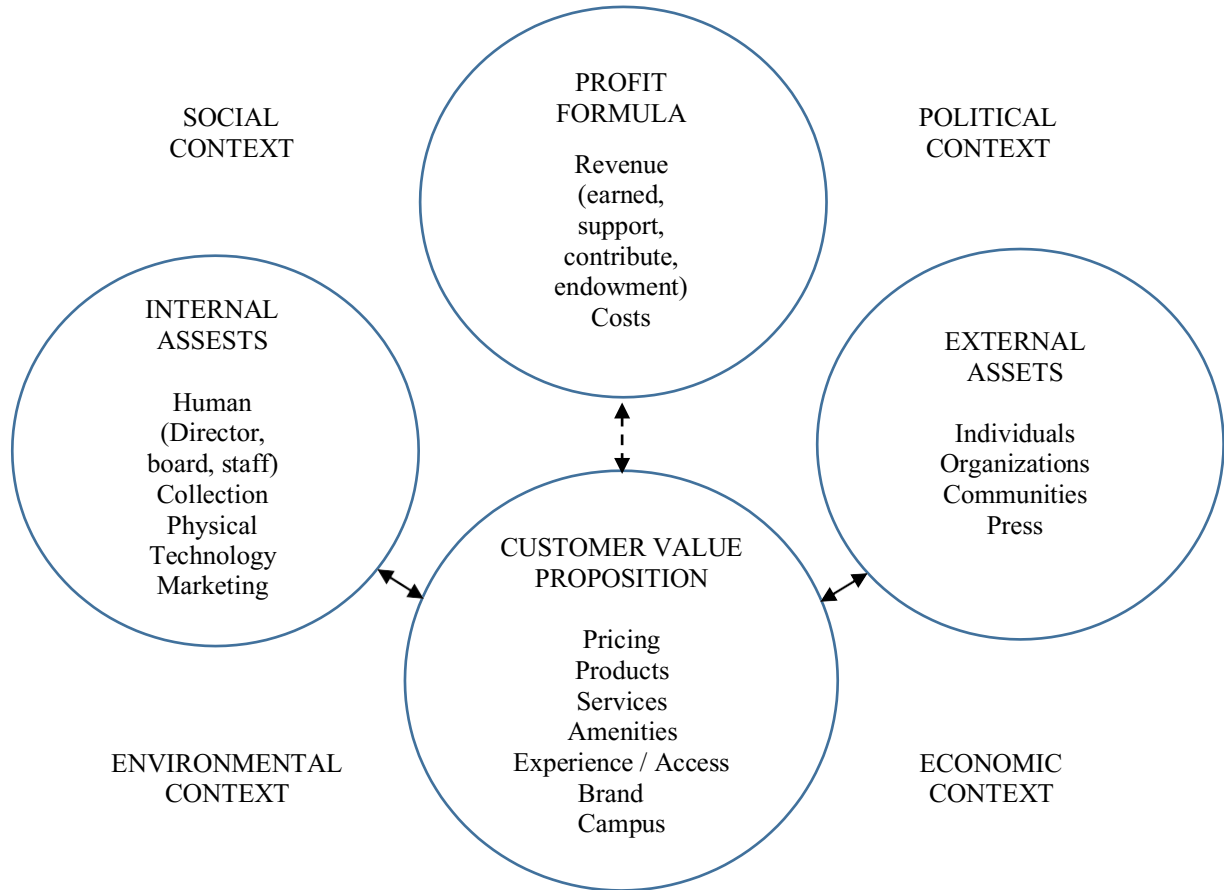 PROFIT
FORMULA
Revenue
(earned,
support,
contribute,
endowment)
Costs
SOCIAL
CONTEXT
POLITICAL
CONTEXT
INTERNAL
ASSESTS
Human
(Director,
board, staff)
Collection
Physical
Technology
Marketing
EXTERNAL
ASSETS
Individuals
Organizations
Communities
Press
CUSTOMER VALUE
PROPOSITION
Pricing
Products
Services
Amenities
Experience / Access
Brand
Campus
ENVIRONMENTAL
CONTEXT
ECONOMIC
CONTEXT